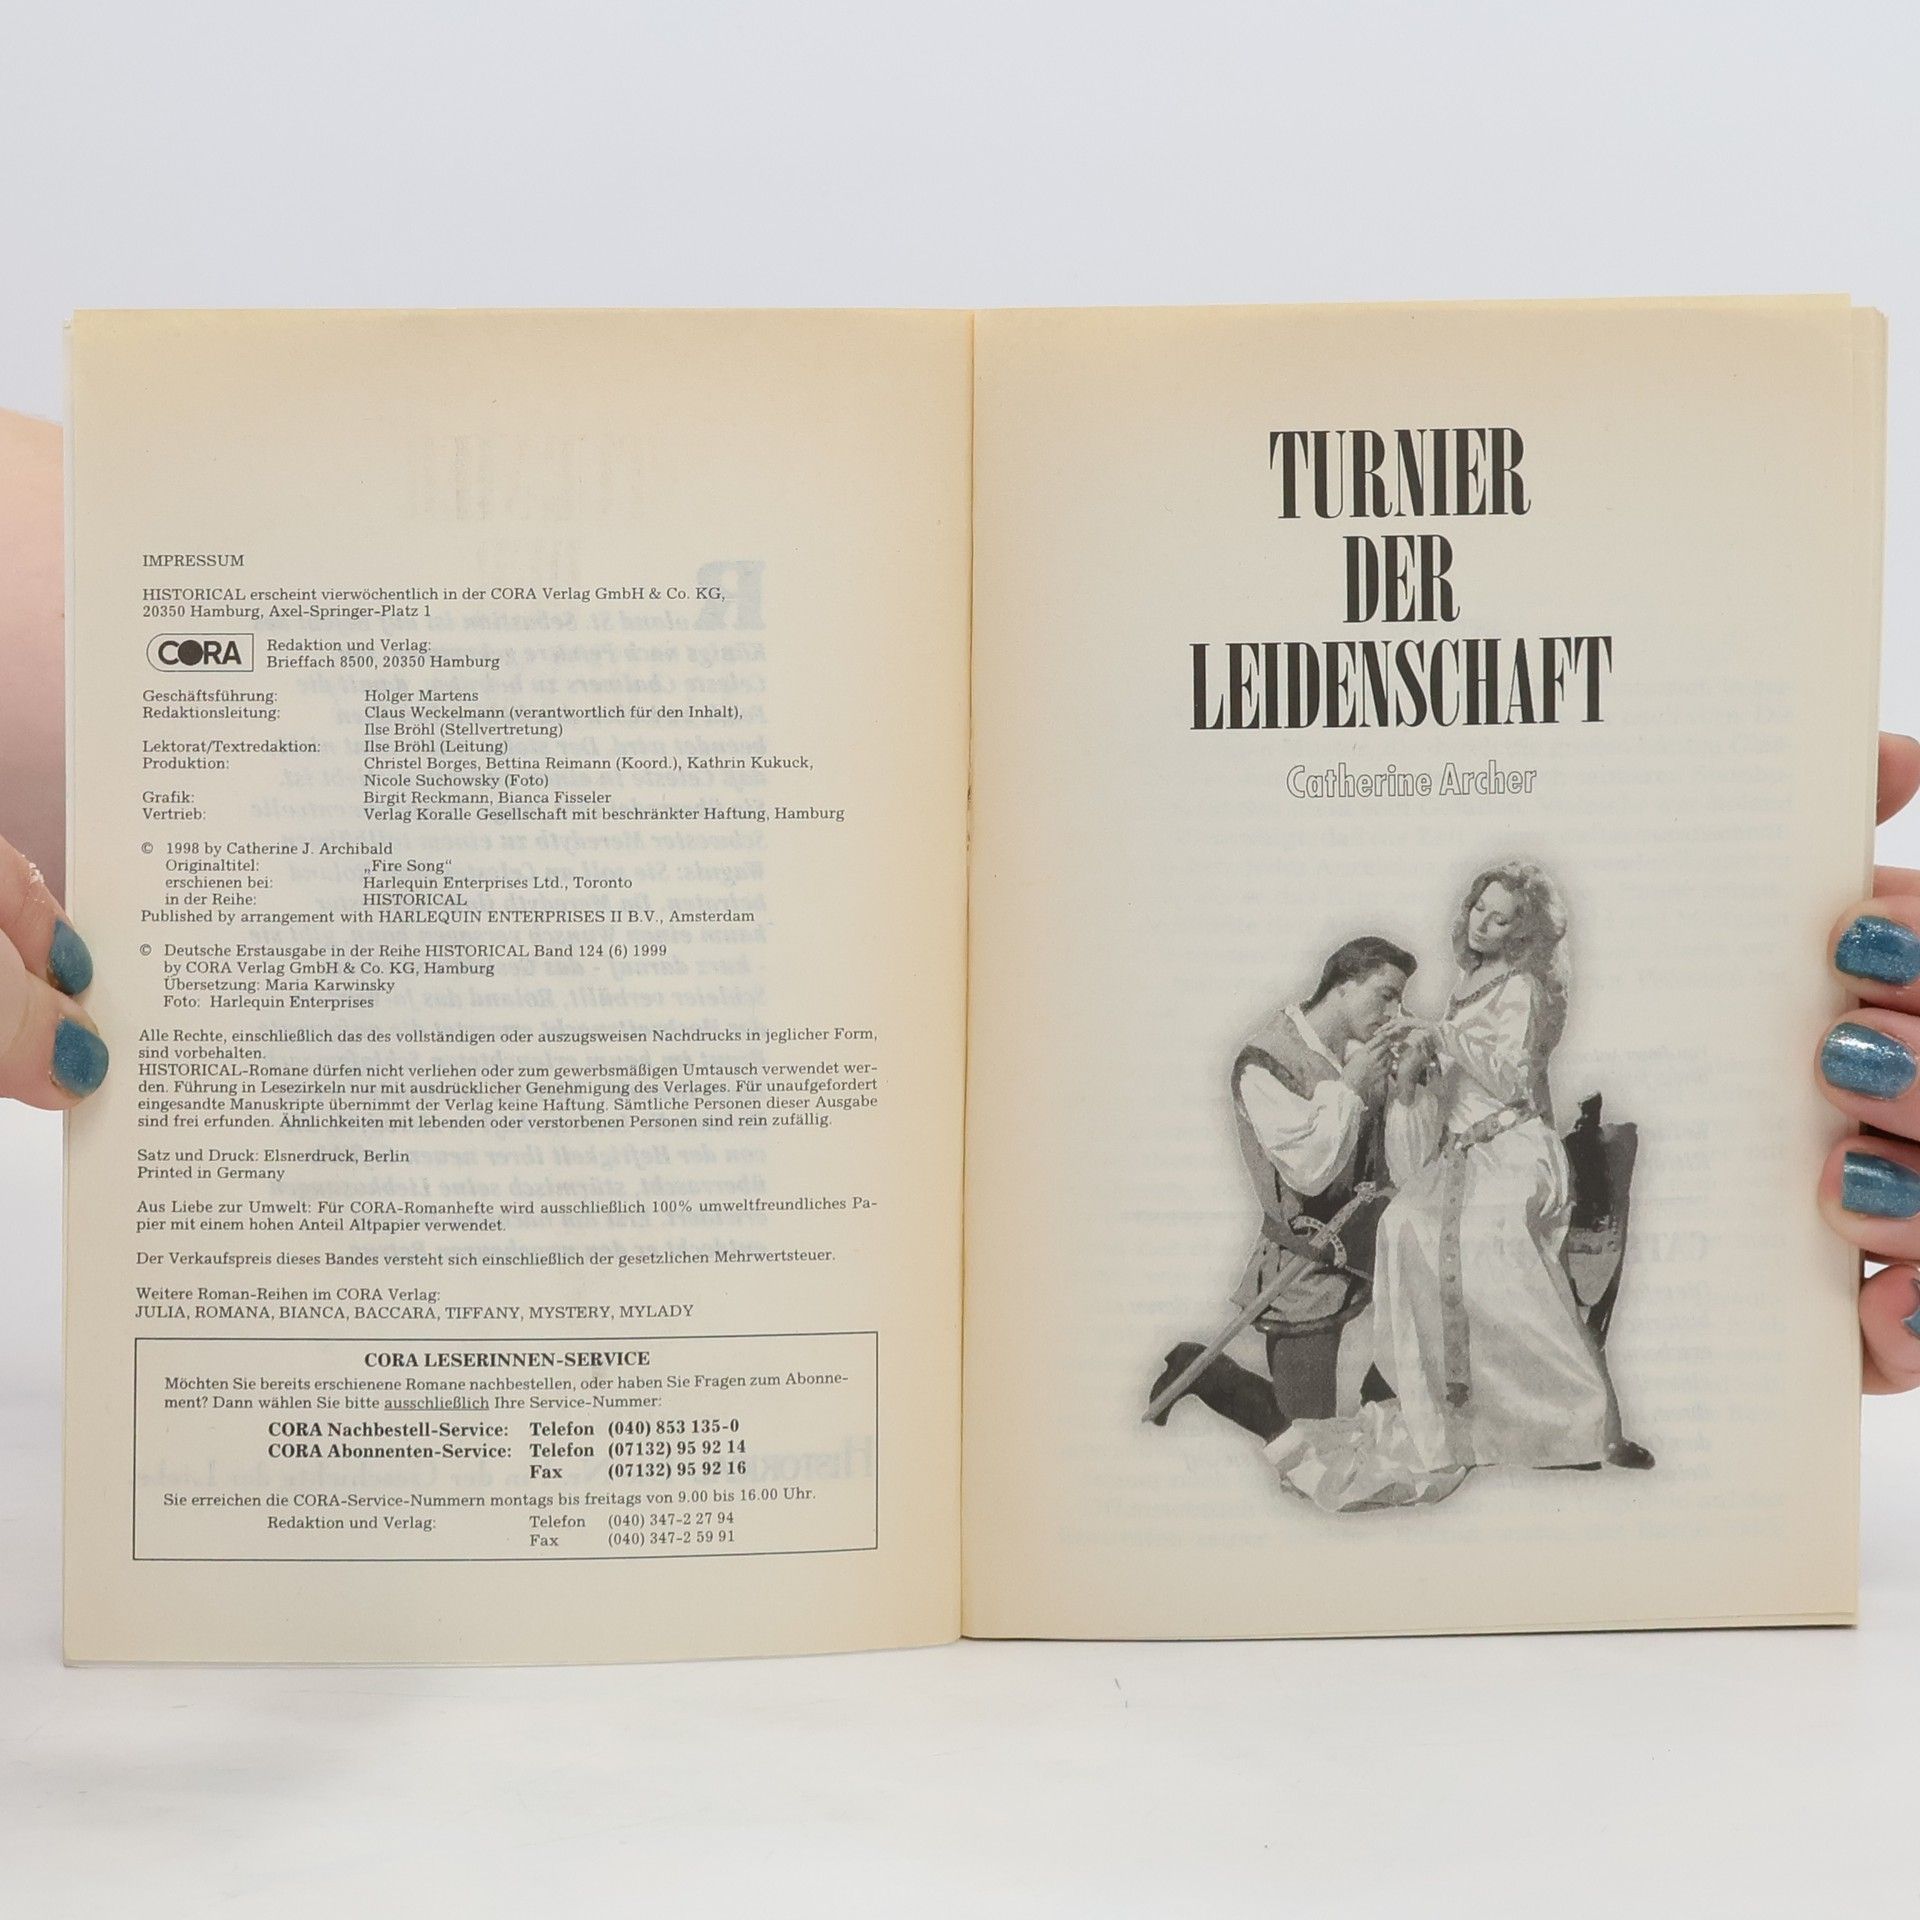 IMPRESSUM
HISTORICAL erscheint vierwöchentlich in der CORA Verlag GmbH & Co. KG,
20350 Hamburg, Axel-Springer-Platz 1
CORA
Redaktion und Verlag:
Brieffach 8500, 20350 Hamburg
Geschäftsführung: Holger Martens
Redaktionsleitung: Claus Weckelmann (verantwortlich für den Inhalt),
Ilse Bröhl (Stellvertretung)
Lektorat/Textredaktion: Ilse Bröhl (Leitung)
Produktion: Christel Borges, Bettina Reimann (Koord.), Kathrin Kukuck,
Nicole Suchowsky (Foto)
Grafik: Birgit Reckmann, Bianca Fisseler
Vertrieb: Verlag Koralle Gesellschaft mit beschränkter Haftung, Hamburg
© 1998 by Catherine J. Archibald
Originaltitel: „Fire Song“
erschienen bei: Harlequin Enterprises Ltd., Toronto
in der Reihe: HISTORICAL
Published by arrangement with HARLEQUIN ENTERPRISES II B.V., Amsterdam
© Deutsche Erstausgabe in der Reihe HISTORICAL Band 124 (6) 1999
by CORA Verlag GmbH & Co. KG, Hamburg
Übersetzung: Maria Karwinsky
Foto: Harlequin Enterprises
Alle Rechte, einschließlich das des vollständigen oder auszugsweisen Nachdrucks in jeglicher Form,
sind vorbehalten.
HISTORICAL-Romane dürfen nicht verliehen oder zum gewerbsmäßigen Umtausch verwendet wer-
den. Führung in Lesezirkeln nur mit ausdrücklicher Genehmigung des Verlages. Für unaufgefordert
eingesandte Manuskripte übernimmt der Verlag keine Haftung. Sämtliche Personen dieser Ausgabe
sind frei erfunden. Ähnlichkeiten mit lebenden oder verstorbenen Personen sind rein zufällig.
Satz und Druck: Elsnerdruck, Berlin
Printed in Germany
Aus Liebe zur Umwelt: Für CORA-Romanhefte wird ausschließlich 100% umweltfreundliches Pa-
pier mit einem hohen Anteil Altpapier verwendet.
Der Verkaufspreis dieses Bandes versteht sich einschließlich der gesetzlichen Mehrwertsteuer.
Weitere Roman-Reihen im CORA Verlag:
JULIA, ROMANA, BIANCA, BACCARA, TIFFANY, MYSTERY, MYLADY
CORA LESERINNEN-SERVICE
Möchten Sie bereits erschienene Romane nachbestellen, oder haben Sie Fragen zum Abonne-
ment? Dann wählen Sie bitte ausschließlich Ihre Service-Nummer:
CORA Nachbestell-Service: Telefon (040) 853 135-0
CORA Abonnenten-Service: Telefon (07132) 95 92 14
Fax (07132) 95 92 16
Sie erreichen die CORA-Service-Nummern montags bis freitags von 9.00 bis 16.00 Uhr.
Redaktion und Verlag: Telefon (040) 347-2 27 94
Fax (040) 347-2 59 91
TURNIER
DER
LEIDENSCHAFT
Catherine Archer